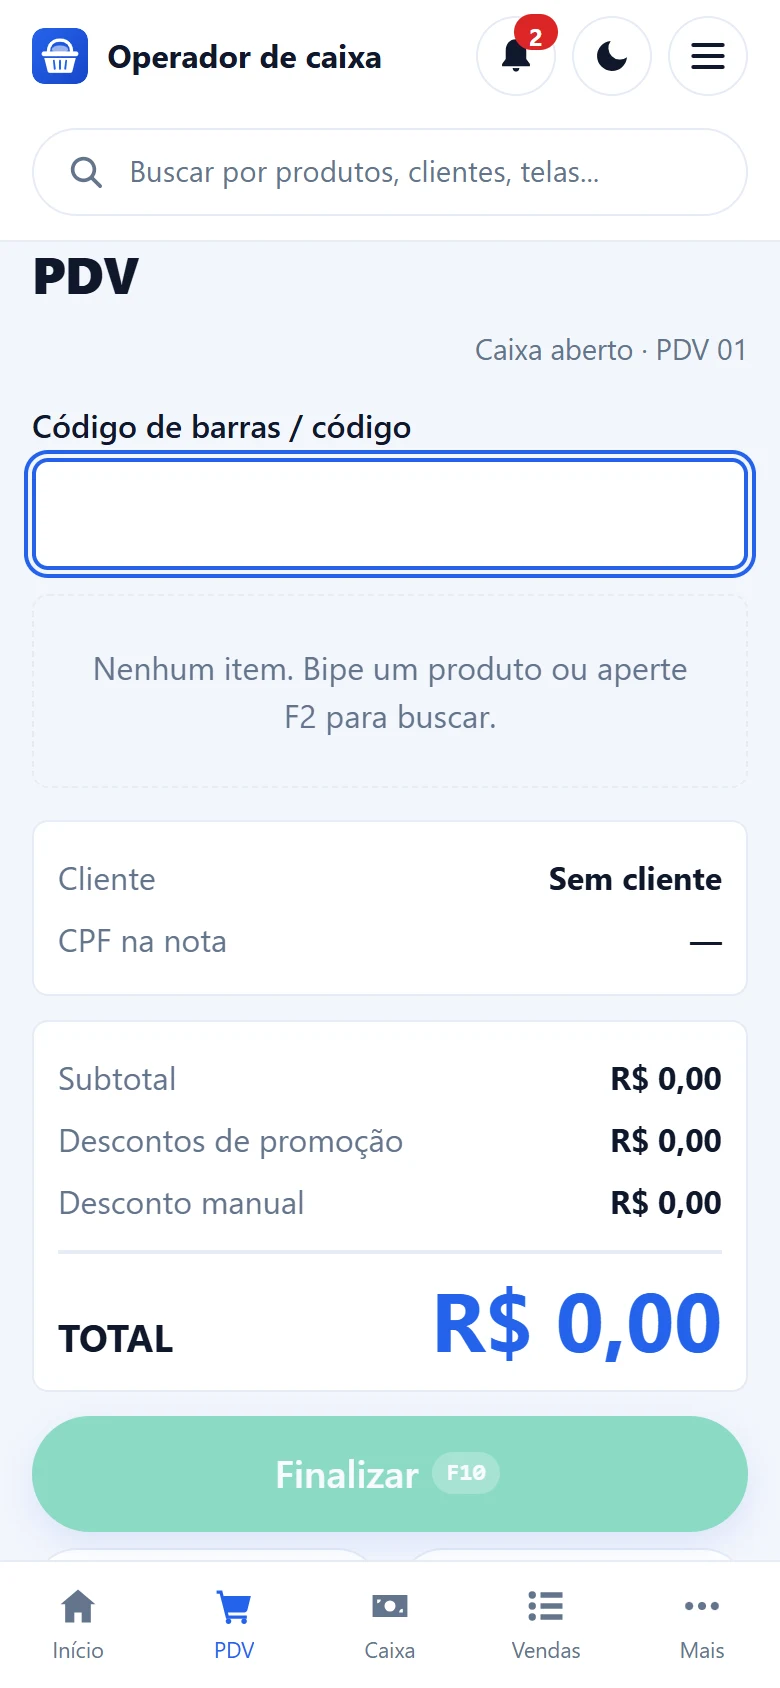 Operador de caixa
2
Buscar por produtos, clientes, telas...
PDV
Caixa aberto · PDV 01
Código de barras / código
Nenhum item. Bipe um produto ou aperte
F2 para buscar.
Cliente
Sem cliente
CPF na nota
—
Subtotal
R$ 0,00
Descontos de promoção
R$ 0,00
Desconto manual
R$ 0,00
TOTAL
R$ 0,00
Finalizar F10
Início
PDV
Caixa
Vendas
Mais